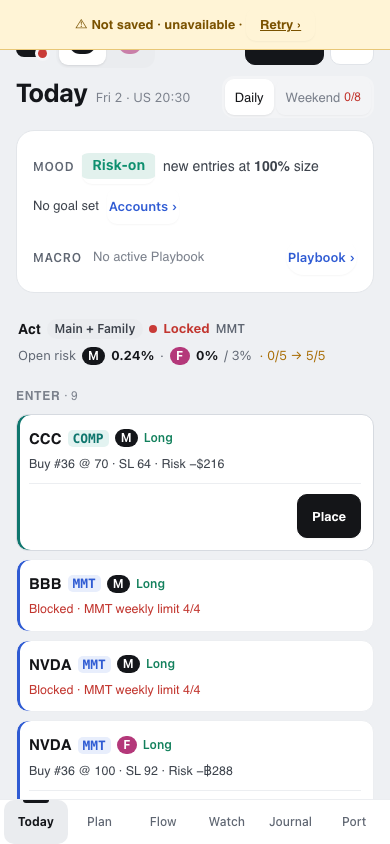 ⚠ Not saved · unavailable · Retry ›
Today Fri 2 · US 20:30 Daily Weekend 0/8
MOOD Risk-on new entries at 100% size
No goal set Accounts ›
MACRO No active Playbook Playbook ›
Act Main + Family ● Locked MMT
Open risk M 0.24% · F 0% / 3% · 0/5 → 5/5
ENTER · 9
CCC COMP M Long
Buy #36 @ 70 · SL 64 · Risk −$216
Place
BBB MMT M Long
Blocked · MMT weekly limit 4/4
NVDA MMT M Long
Blocked · MMT weekly limit 4/4
NVDA MMT F Long
Buy #36 @ 100 · SL 92 · Risk −฿288
Today Plan Flow Watch Journal Port